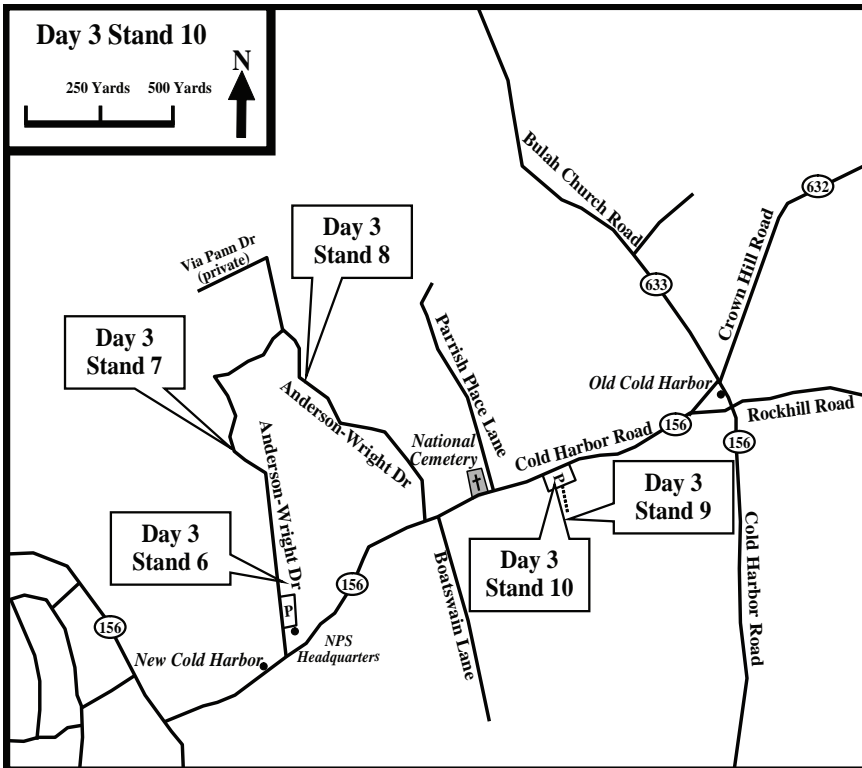 Day 3 Stand 10
N
250 Yards
500 Yards
632
Bulah Church Road
Crown Hill Road
Via Pann Dr
(private)
Day 3
Stand 8
633
Day 3
Stand 7
Parrish Place Lane
Old Cold Harbor
Anderson-Wright Dr
Rockhill Road
156
Cold Harbor Road
156
National
Cemetery
Anderson-Wright Dr
P
Day 3
Stand 9
Day 3
Stand 6
Day 3
Stand 10
Cold Harbor Road
Boatswain Lane
156
P
156
NPS
Headquarters
New Cold Harbor